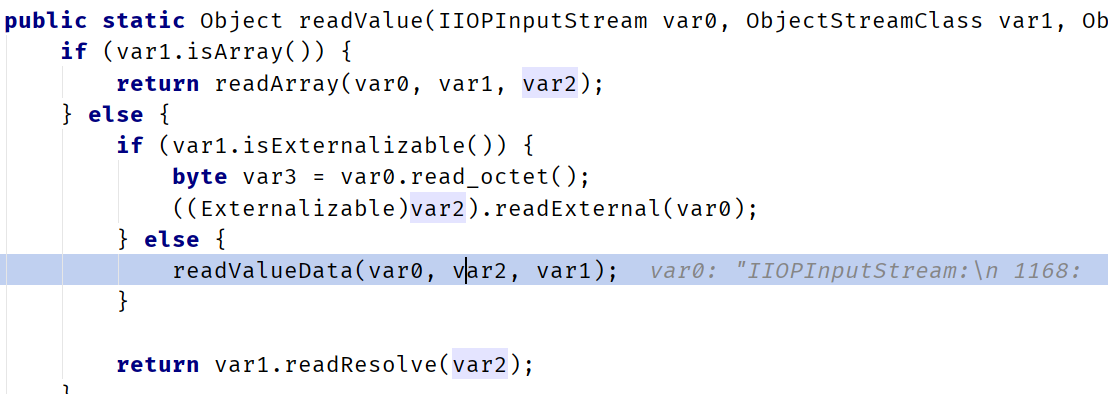 public static Object readValue(IIOPInputStream var0, ObjectStreamClass var1, Ob
if (var1.isArray()) {
return readArray(var0, var1, var2);
} else {
if (var1.isExternalizable()) {
byte var3 = var0.read_octet();
((Externalizable)var2).readExternal(var0);
} else {
readValueData(var0, var2, var1); var0: "IIOPInputStream:\n 1168:
}
return var1.readResolve(var2);
}